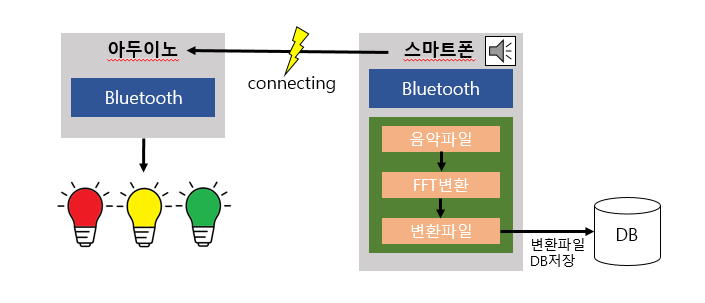 아두이노
Bluetooth
connecting
스마트폰
Bluetooth
음악파일
FFT변환
변환파일
변환파일
DB저장
DB